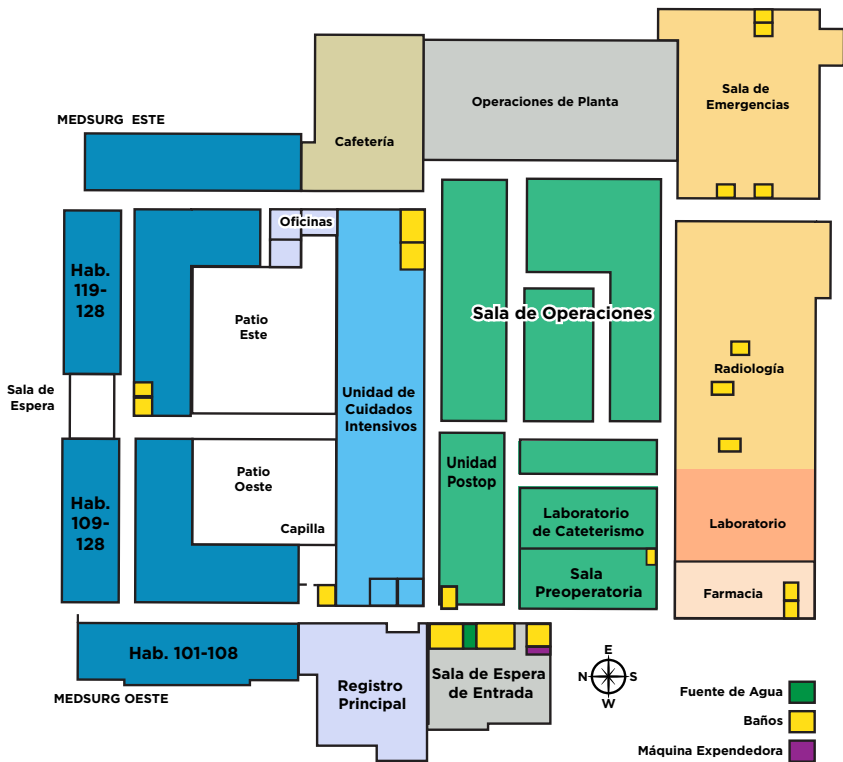 MEDSURG ESTE
Cafetería
Operaciones de Planta
Sala de
Emergencias
Oficinas
Hab.
119-
128
Patio
Este
Sala de Operaciones
Radiología
Sala de
Espera
Unidad de
Cuidados
Intensivos
Hab.
109-
128
Patio
Oeste
Capilla
Unidad
Postop
Laboratorio
de Cateterismo
Laboratorio
Sala
Preoperatoria
Farmacia
Hab. 101-108
MEDSURG OESTE
Registro
Principal
Sala de Espera
de Entrada
E
N
S
W
Fuente de Agua
Baños
Máquina Expendedora